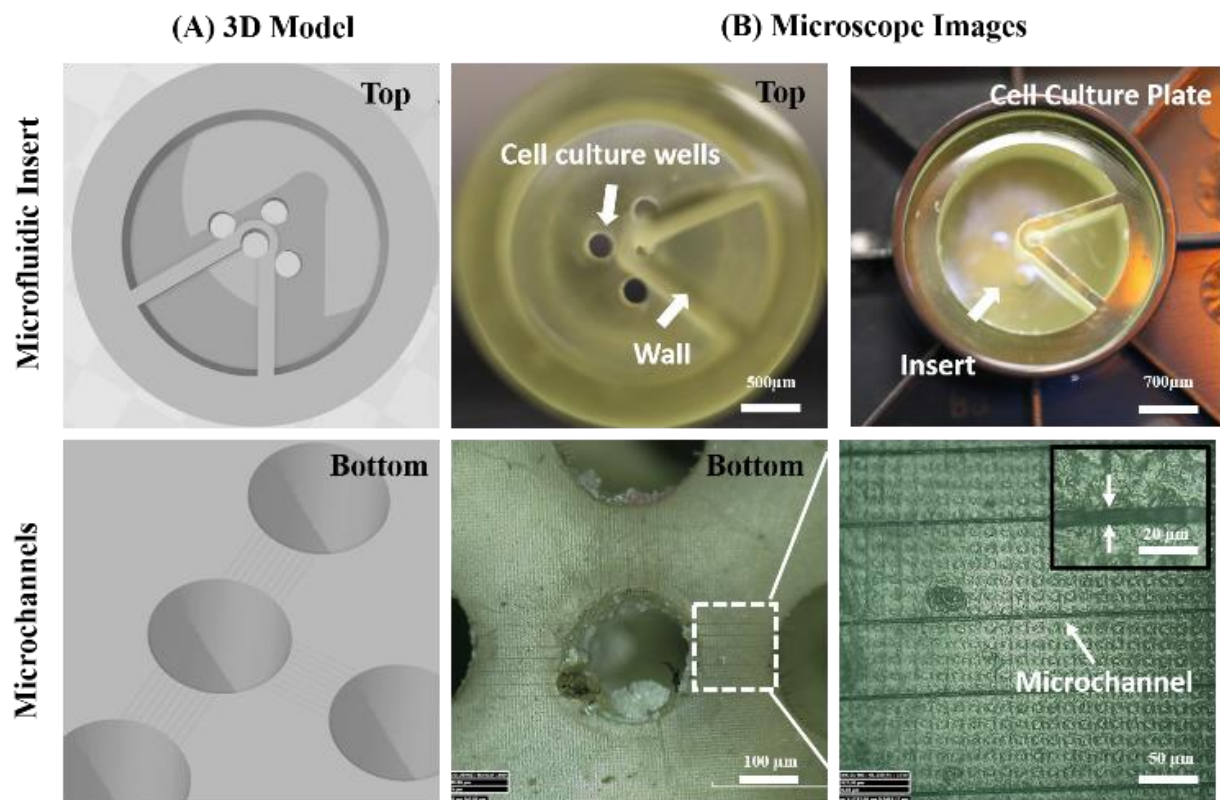 (A) 3D Model
(B) Microscope Images
Microfluidic Insert
Top
Top
Cell culture wells
Wall
500μm
Cell Culture Plate
Insert
700μm
Microchannels
Bottom
Bottom
100 μm
20 μm
Microchannel
50 μm